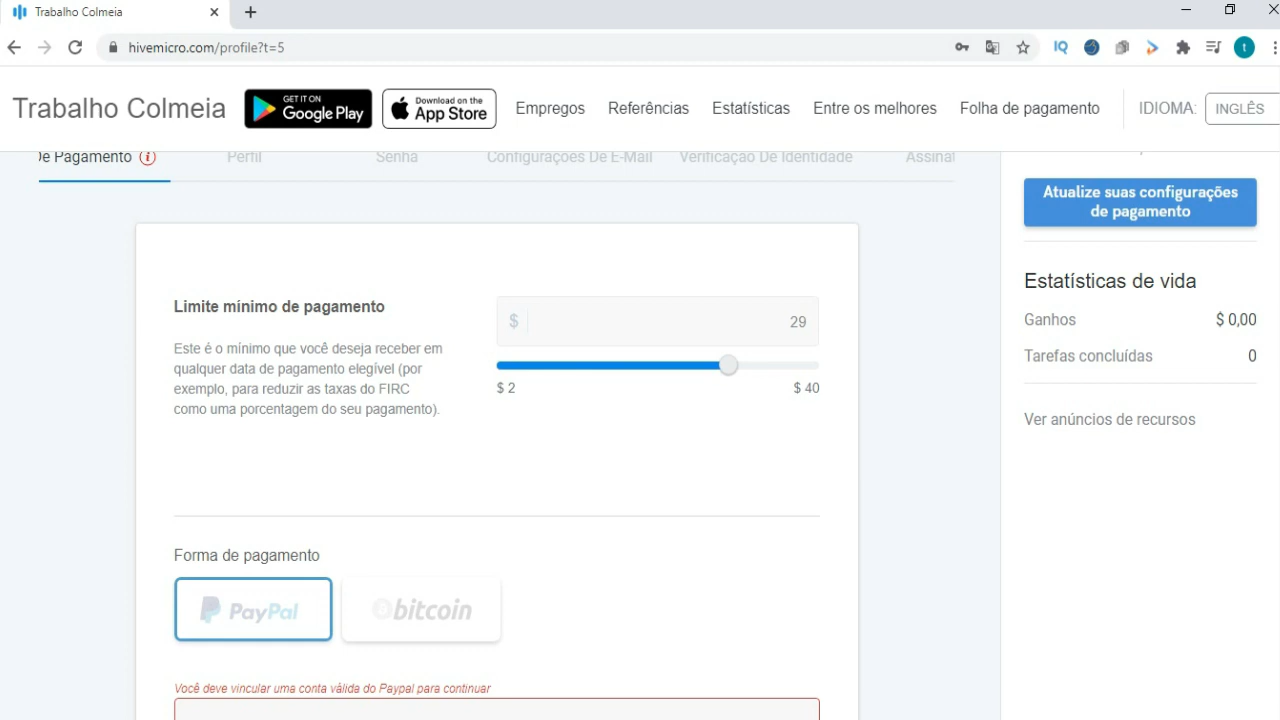 Trabalho Colmeia
hivemicro.com/profile?t=5
IQ
t
Trabalho Colmeia
GET IT ON
Google Play
Download on the
App Store
Empregos
Referências
Estatísticas
Entre os melhores
Folha de pagamento
IDIOMA:
INGLÊS
De Pagamento
Perfil
Senha
Configurações De E-Mail
Verificação De Identidade
Assinat
Atualize suas configurações
de pagamento
Limite mínimo de pagamento
$ 29
Este é o mínimo que você deseja receber em
qualquer data de pagamento elegível (por
exemplo, para reduzir as taxas do FIRC
como uma porcentagem do seu pagamento).
$ 2
$ 40
Estatísticas de vida
Ganhos $ 0,00
Tarefas concluídas 0
Ver anúncios de recursos
Forma de pagamento
PayPal
bitcoin
Você deve vincular uma conta válida do Paypal para continuar